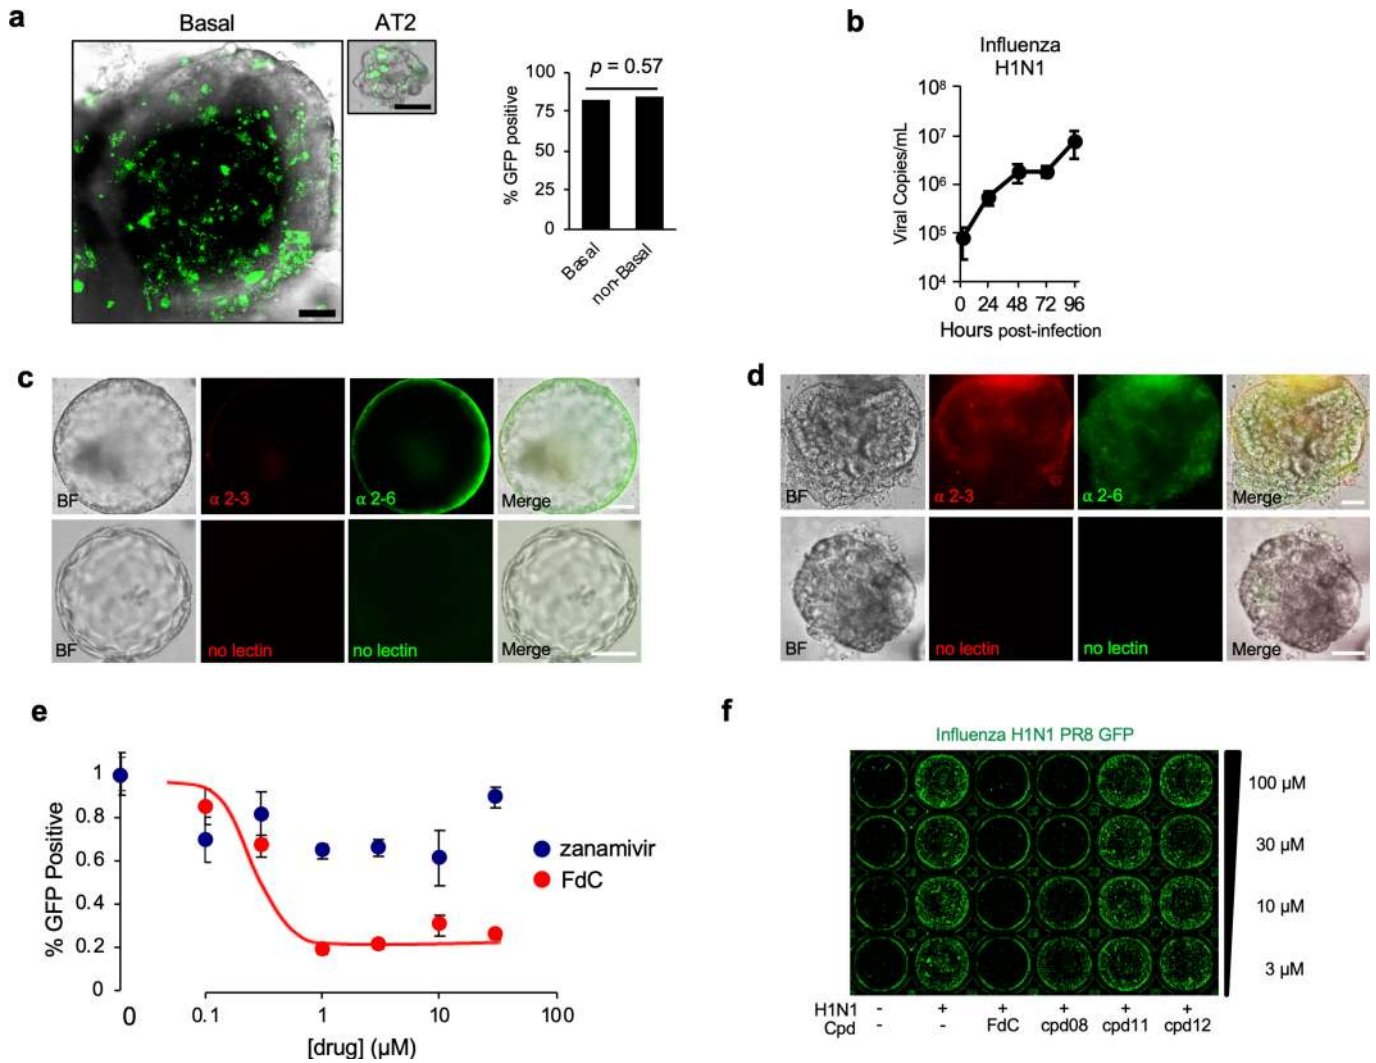 a
Basal
AT2
p = 0.57
% GFP positive
100
75
50
25
0
Basal
non-Basal
b
Influenza
H1N1
Viral Copies/mL
10⁸
10⁷
10⁶
10⁵
10⁴
0 24 48 72 96
Hours post-infection
c
BF
α 2-3
α 2-6
Merge
BF
no lectin
no lectin
Merge
d
BF
α 2-3
α 2-6
Merge
BF
no lectin
no lectin
Merge
e
% GFP Positive
1
0.8
0.6
0.4
0.2
0
0 0.1 1 10 100
[drug] (µM)
zanamivir
FdC
f
Influenza H1N1 PR8 GFP
100 µM
30 µM
10 µM
3 µM
H1N1 - + + + + +
Cpd - - FdC cpd08 cpd11 cpd12